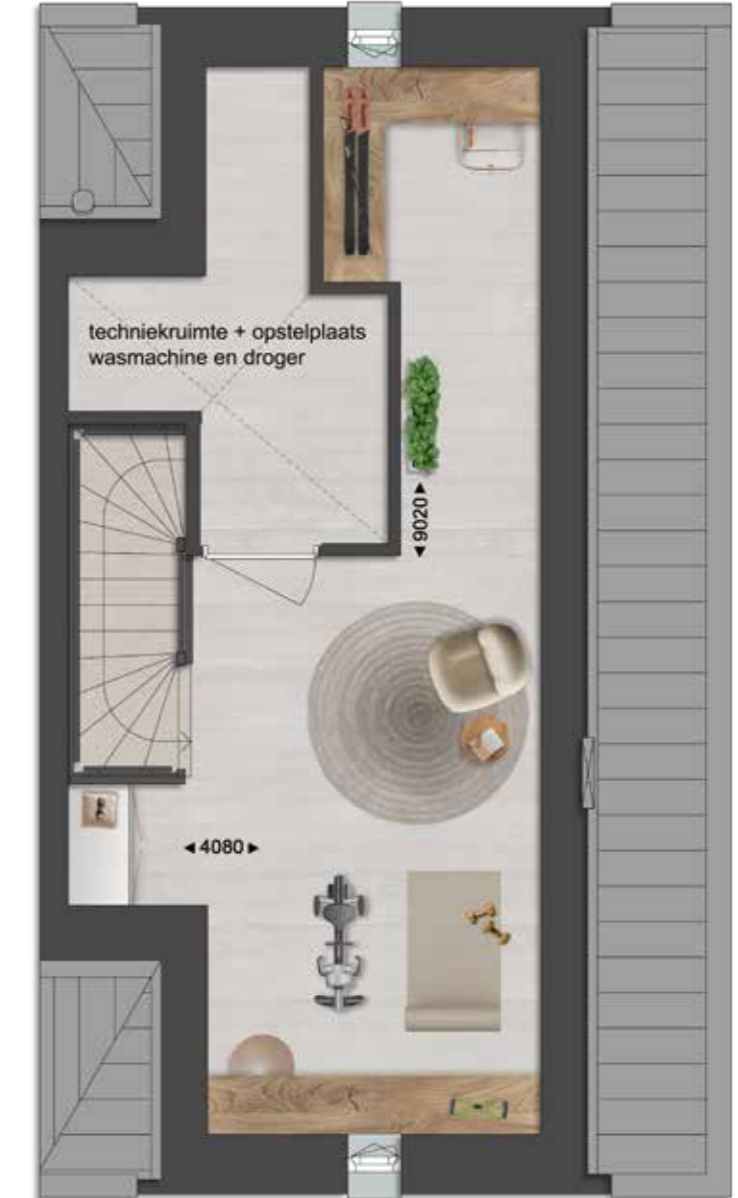 techniekruimte + opstelplaats
wasmachine en droger
◄9020►
◄4080►